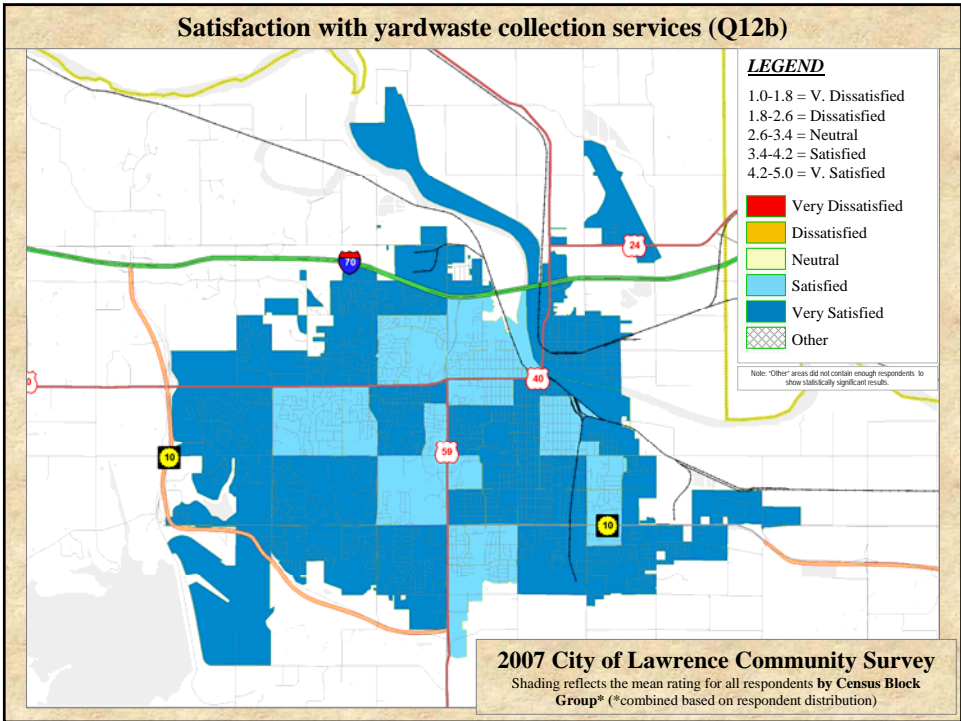 Satisfaction with yardwaste collection services (Q12b)
LEGEND
1.0-1.8 = V. Dissatisfied
1.8-2.6 = Dissatisfied
2.6-3.4 = Neutral
3.4-4.2 = Satisfied
4.2-5.0 = V. Satisfied
Very Dissatisfied
Dissatisfied
Neutral
Satisfied
Very Satisfied
Other
Note: "Other" areas did not contain enough respondents to
show statistically significant results.
24
70
40
0
59
10
10
2007 City of Lawrence Community Survey
Shading reflects the mean rating for all respondents by Census Block
Group* (*combined based on respondent distribution)